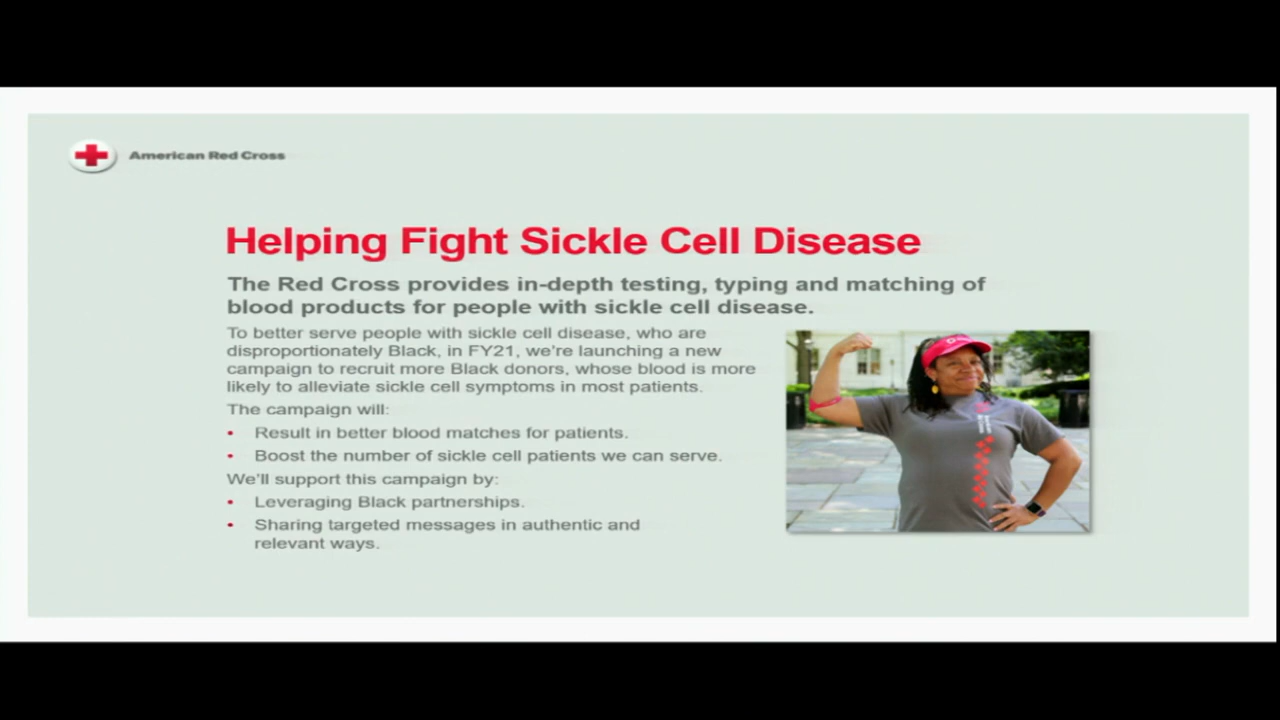 American Red Cross
Helping Fight Sickle Cell Disease
The Red Cross provides in-depth testing, typing and matching of
blood products for people with sickle cell disease.
To better serve people with sickle cell disease, who are
disproportionately Black, in FY21, we're launching a new
campaign to recruit more Black donors, whose blood is more
likely to alleviate sickle cell symptoms in most patients.
The campaign will:
• Result in better blood matches for patients.
• Boost the number of sickle cell patients we can serve.
We'll support this campaign by:
• Leveraging Black partnerships.
• Sharing targeted messages in authentic and
relevant ways.